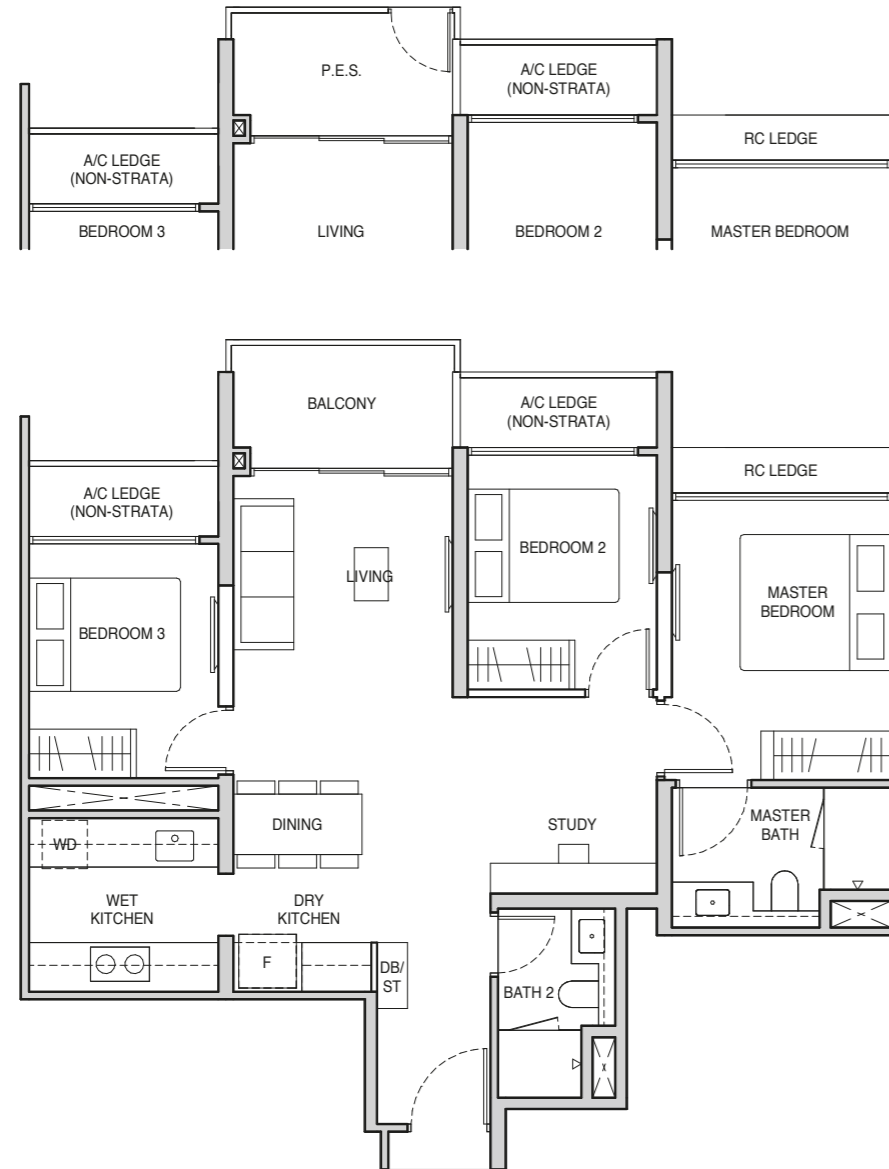 P.E.S.
A/C LEDGE
(NON-STRATA)
RC LEDGE
A/C LEDGE
(NON-STRATA)
BEDROOM 3
LIVING
BEDROOM 2
MASTER BEDROOM
BALCONY
A/C LEDGE
(NON-STRATA)
RC LEDGE
A/C LEDGE
(NON-STRATA)
BEDROOM 2
LIVING
MASTER
BEDROOM
BEDROOM 3
DINING
STUDY
MASTER
BATH
WD
WET
KITCHEN
DRY
KITCHEN
F
DB/
ST
BATH 2